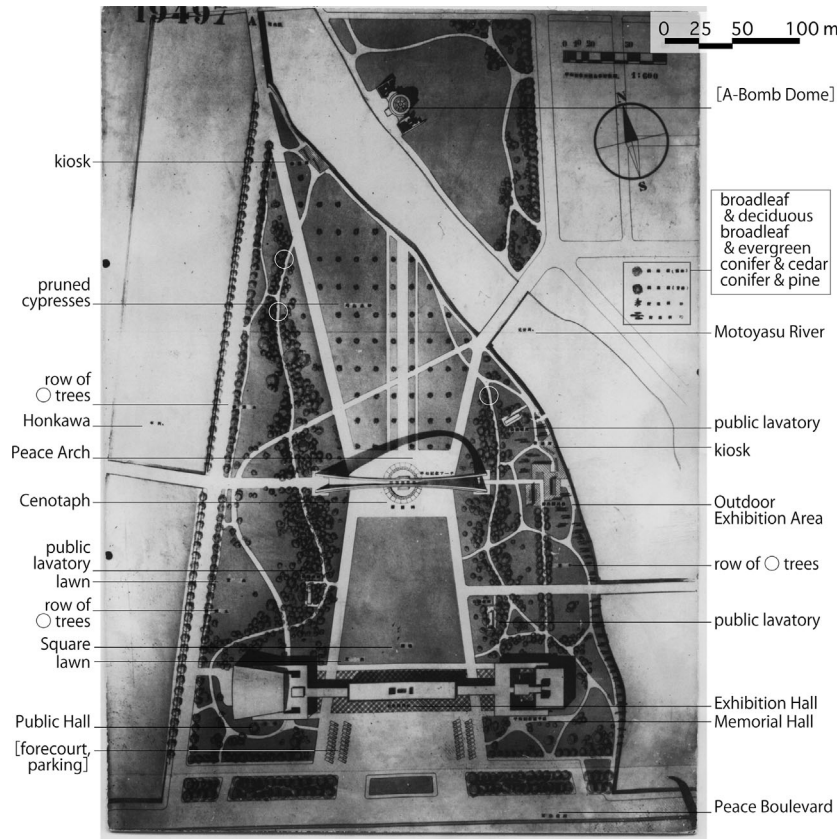 19497
A
0 25 50 100 m
N
S
[A-Bomb Dome]
broadleaf
& deciduous
broadleaf
& evergreen
conifer & cedar
conifer & pine
Motoyasu River
public lavatory
kiosk
Outdoor
Exhibition Area
row of ○ trees
public lavatory
Exhibition Hall
Memorial Hall
Peace Boulevard
kiosk
pruned
cypresses
row of
○ trees
Honkawa
Peace Arch
Cenotaph
public
lavatory
lawn
row of
○ trees
Square
lawn
Public Hall
[forecourt,
parking]